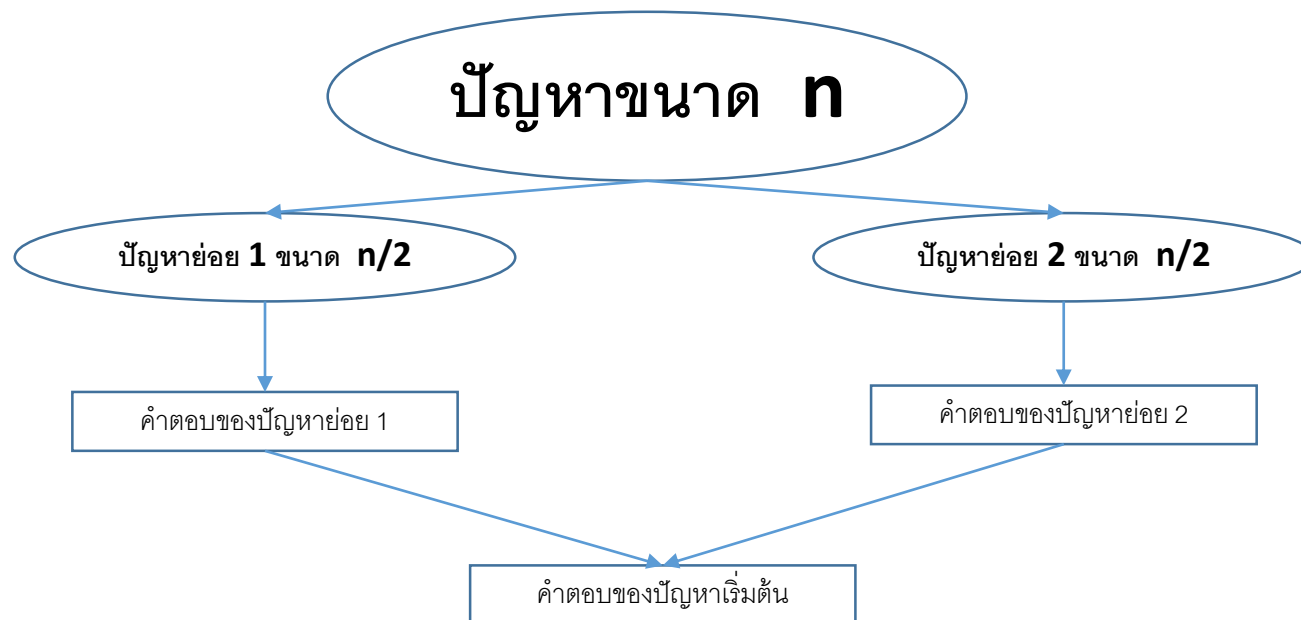 ปัญหาขนาด n
ปัญหาย่อย 1 ขนาด n/2
ปัญหาย่อย 2 ขนาด n/2
คำตอบของปัญหาย่อย 1
คำตอบของปัญหาย่อย 2
คำตอบของปัญหาเริ่มต้น